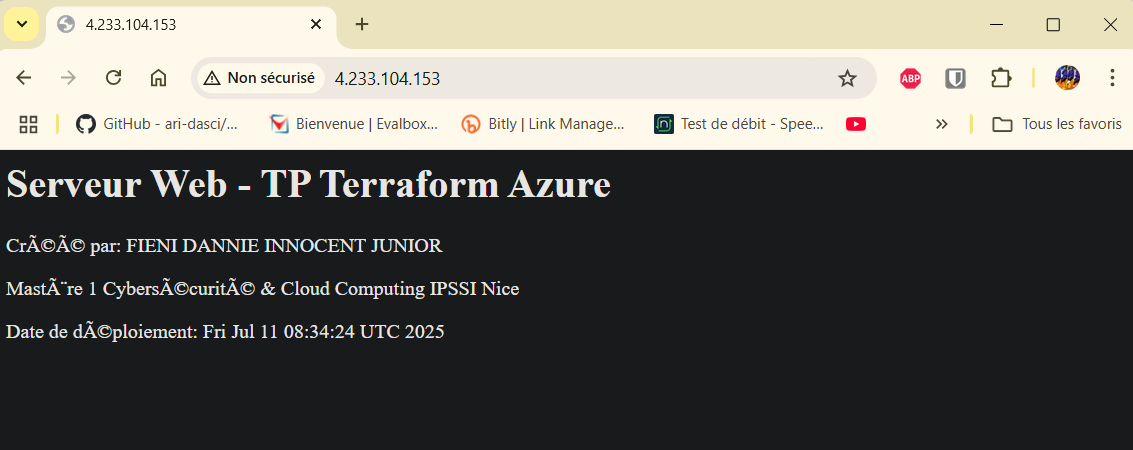 4.233.104.153
Non sécurisé 4.233.104.153
ABP
GitHub - ari-dasci/... Bienvenue | Evalbox... Bitly | Link Manage... Test de débit - Spee... Tous les favoris
Serveur Web - TP Terraform Azure
CrÃ©Ã© par: FIENI DANNIE INNOCENT JUNIOR
MastÃ¨re 1 CybersÃ©curitÃ© & Cloud Computing IPSSI Nice
Date de dÃ©ploiement: Fri Jul 11 08:34:24 UTC 2025